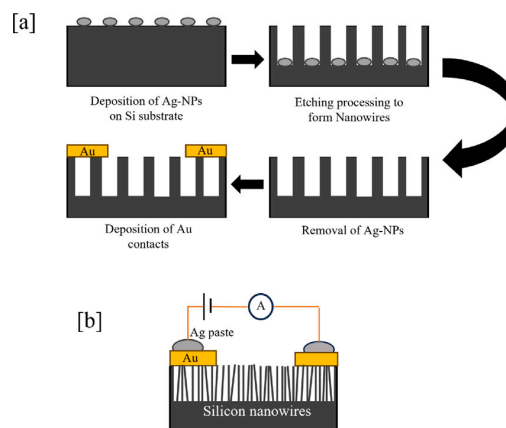 [a]
Deposition of Ag-NPs
on Si substrate
Etching processing to
form Nanowires
Au
Au
Deposition of Au
contacts
Removal of Ag-NPs
[b]
A
Ag paste
Au
Silicon nanowires